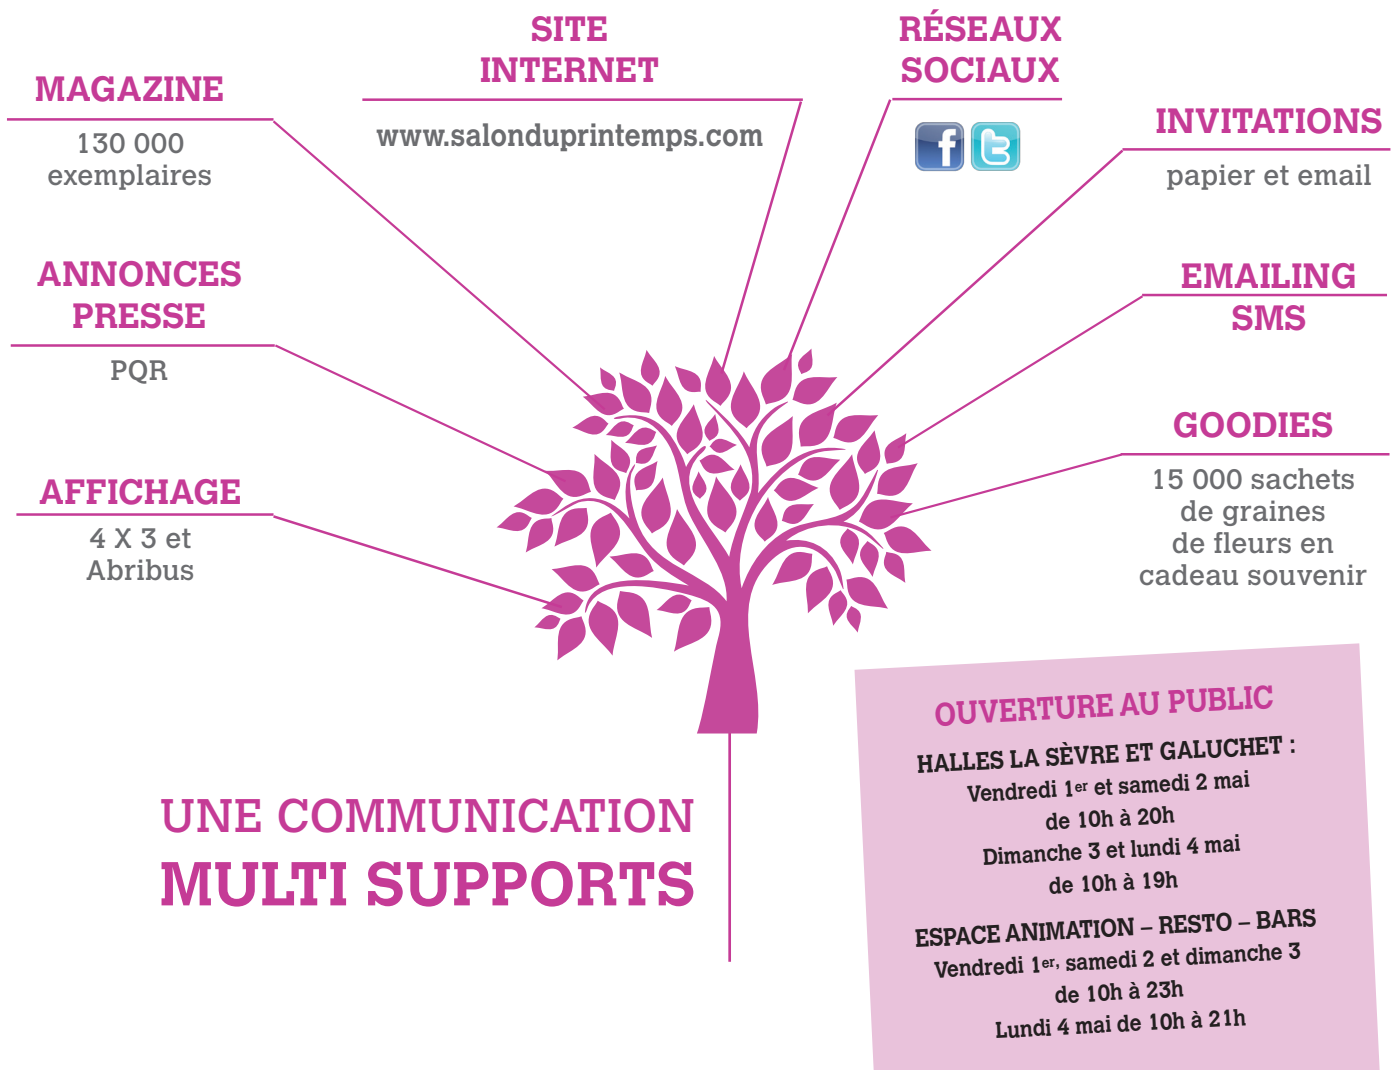 SITE
INTERNET
www.salonduprintemps.com
RÉSEAUX
SOCIAUX
f t
MAGAZINE
130 000
exemplaires
INVITATIONS
papier et email
ANNONCES
PRESSE
PQR
EMAILING
SMS
AFFICHAGE
4 X 3 et
Abribus
GOODIES
15 000 sachets
de graines
de fleurs en
cadeau souvenir
UNE COMMUNICATION
MULTI SUPPORTS
OUVERTURE AU PUBLIC
HALLES LA SÈVRE ET GALUCHET :
Vendredi 1er et samedi 2 mai
de 10h à 20h
Dimanche 3 et lundi 4 mai
de 10h à 19h
ESPACE ANIMATION – RESTO – BARS
Vendredi 1er, samedi 2 et dimanche 3
de 10h à 23h
Lundi 4 mai de 10h à 21h